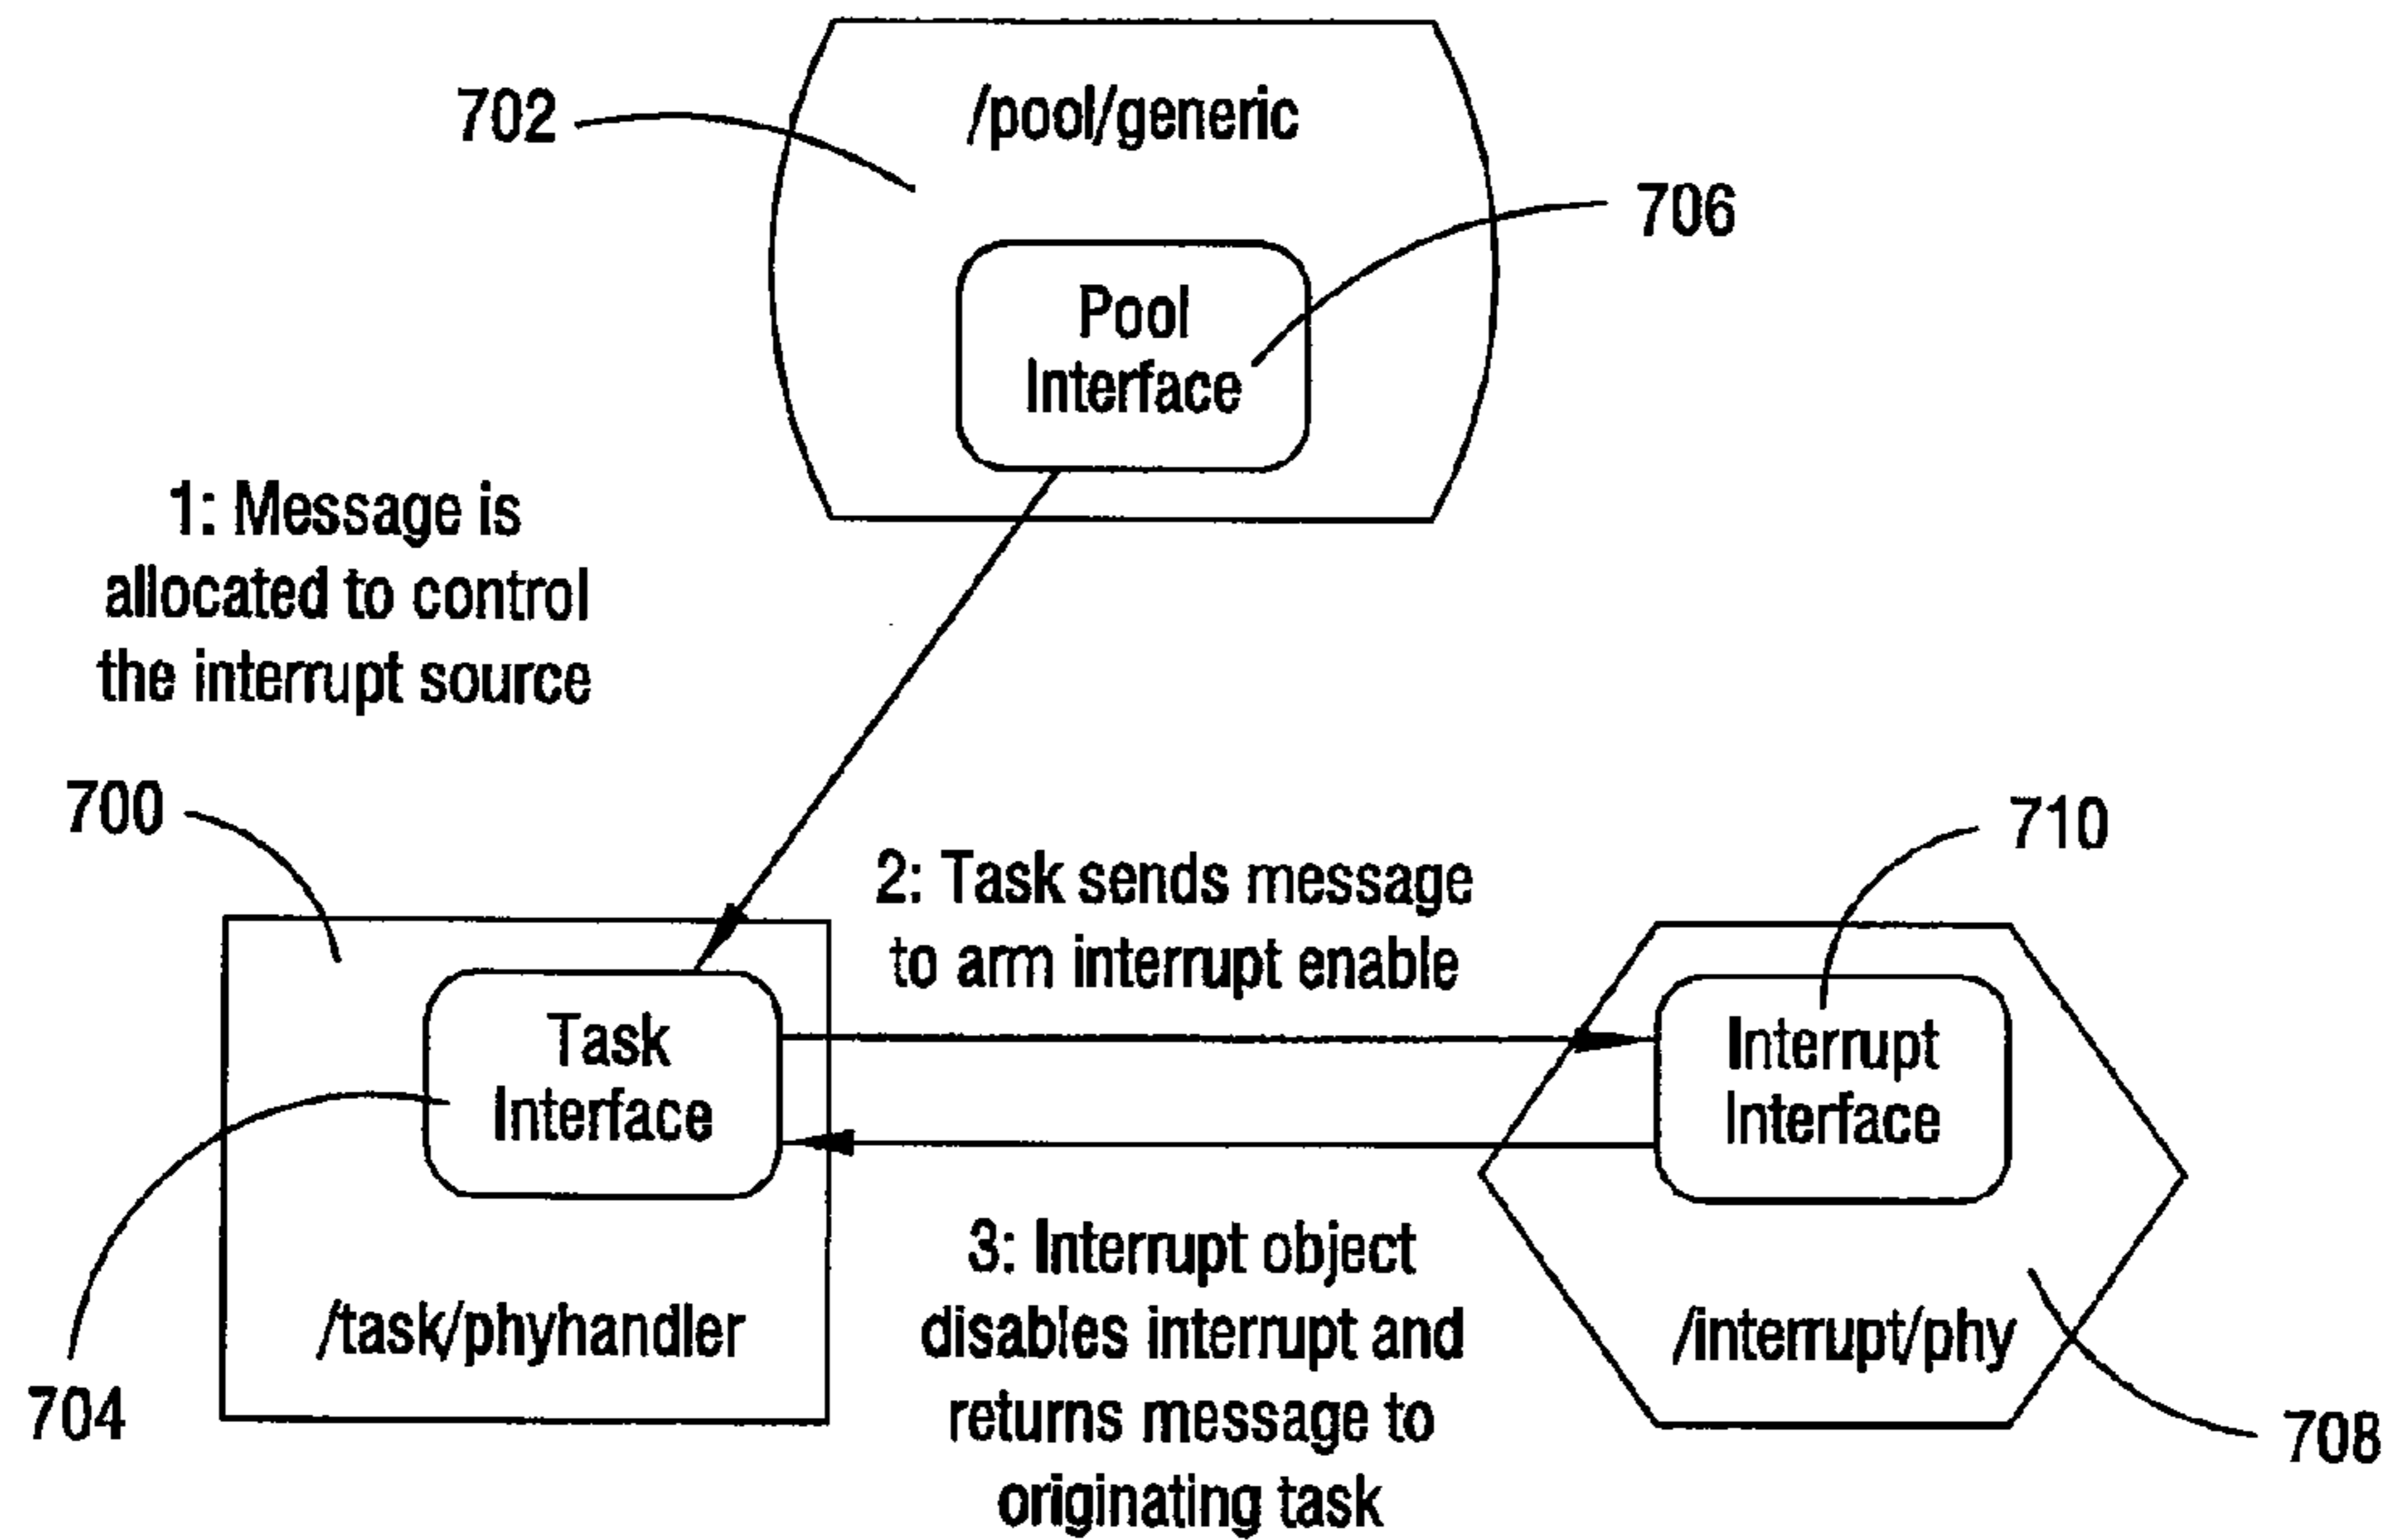 702
/pool/generic
706
Pool
Interface
1: Message is
allocated to control
the interrupt source
700
710
2: Task sends message
to arm interrupt enable
Task
Interface
Interrupt
Interface
704
/task/phyhandler
3: Interrupt object
disables interrupt and
returns message to
originating task
/interrupt/phy
708